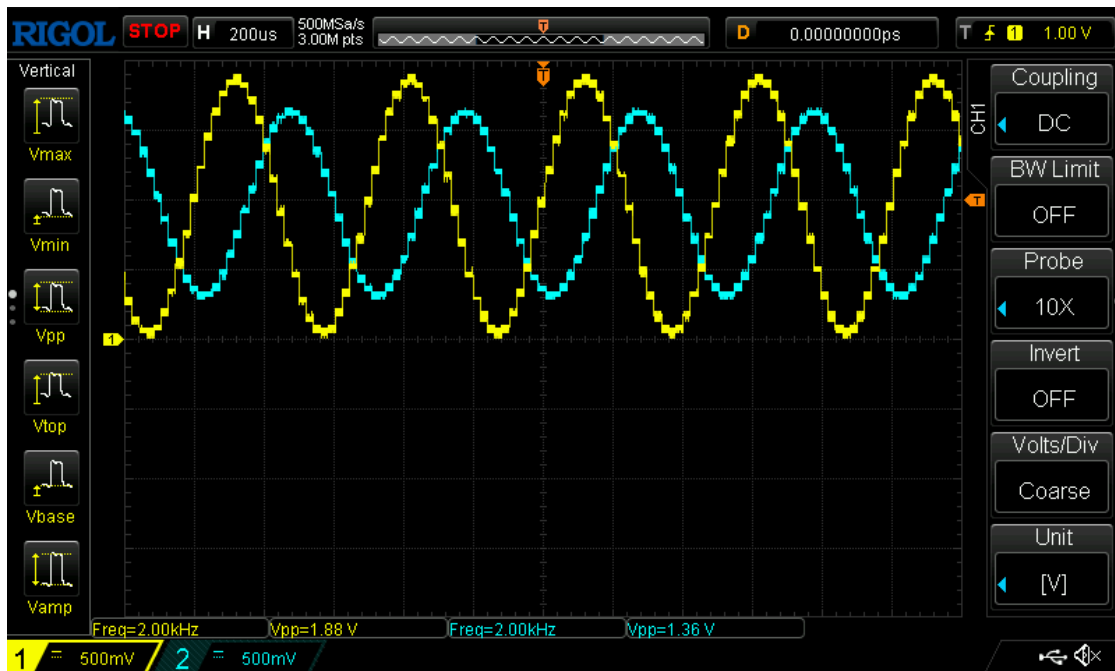 RIGOL STOP H 200us 500MSa/s 3.00M pts T D 0.00000000ps T 1 1.00 V
Vertical
Vmax
Vmin
Vpp
Vtop
Vbase
Vamp
T
T
1
CH1
Coupling
DC
BW Limit
OFF
Probe
10X
Invert
OFF
Volts/Div
Coarse
Unit
[V]
Freq=2.00kHz Vpp=1.88 V Freq=2.00kHz Vpp=1.36 V
1 500mV 2 500mV